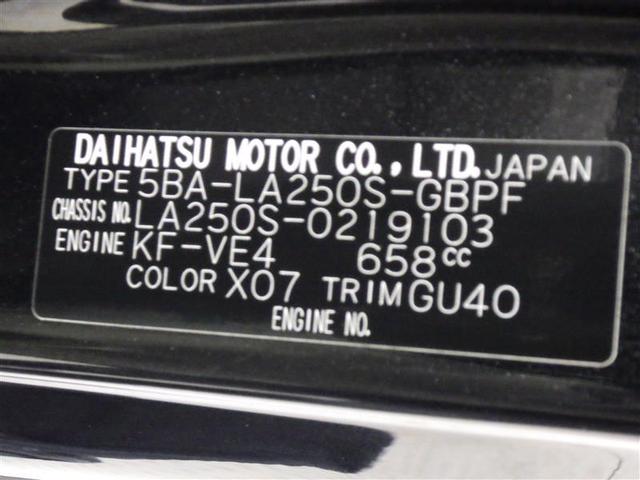 DAIHATSU MOTOR CO., LTD. JAPAN
TYPE 5BA-LA250S-GBPF
CHASSIS NO. LA250S-0219103
ENGINE KF-VE4 658cc
COLOR X07 TRIM GU40
ENGINE NO.